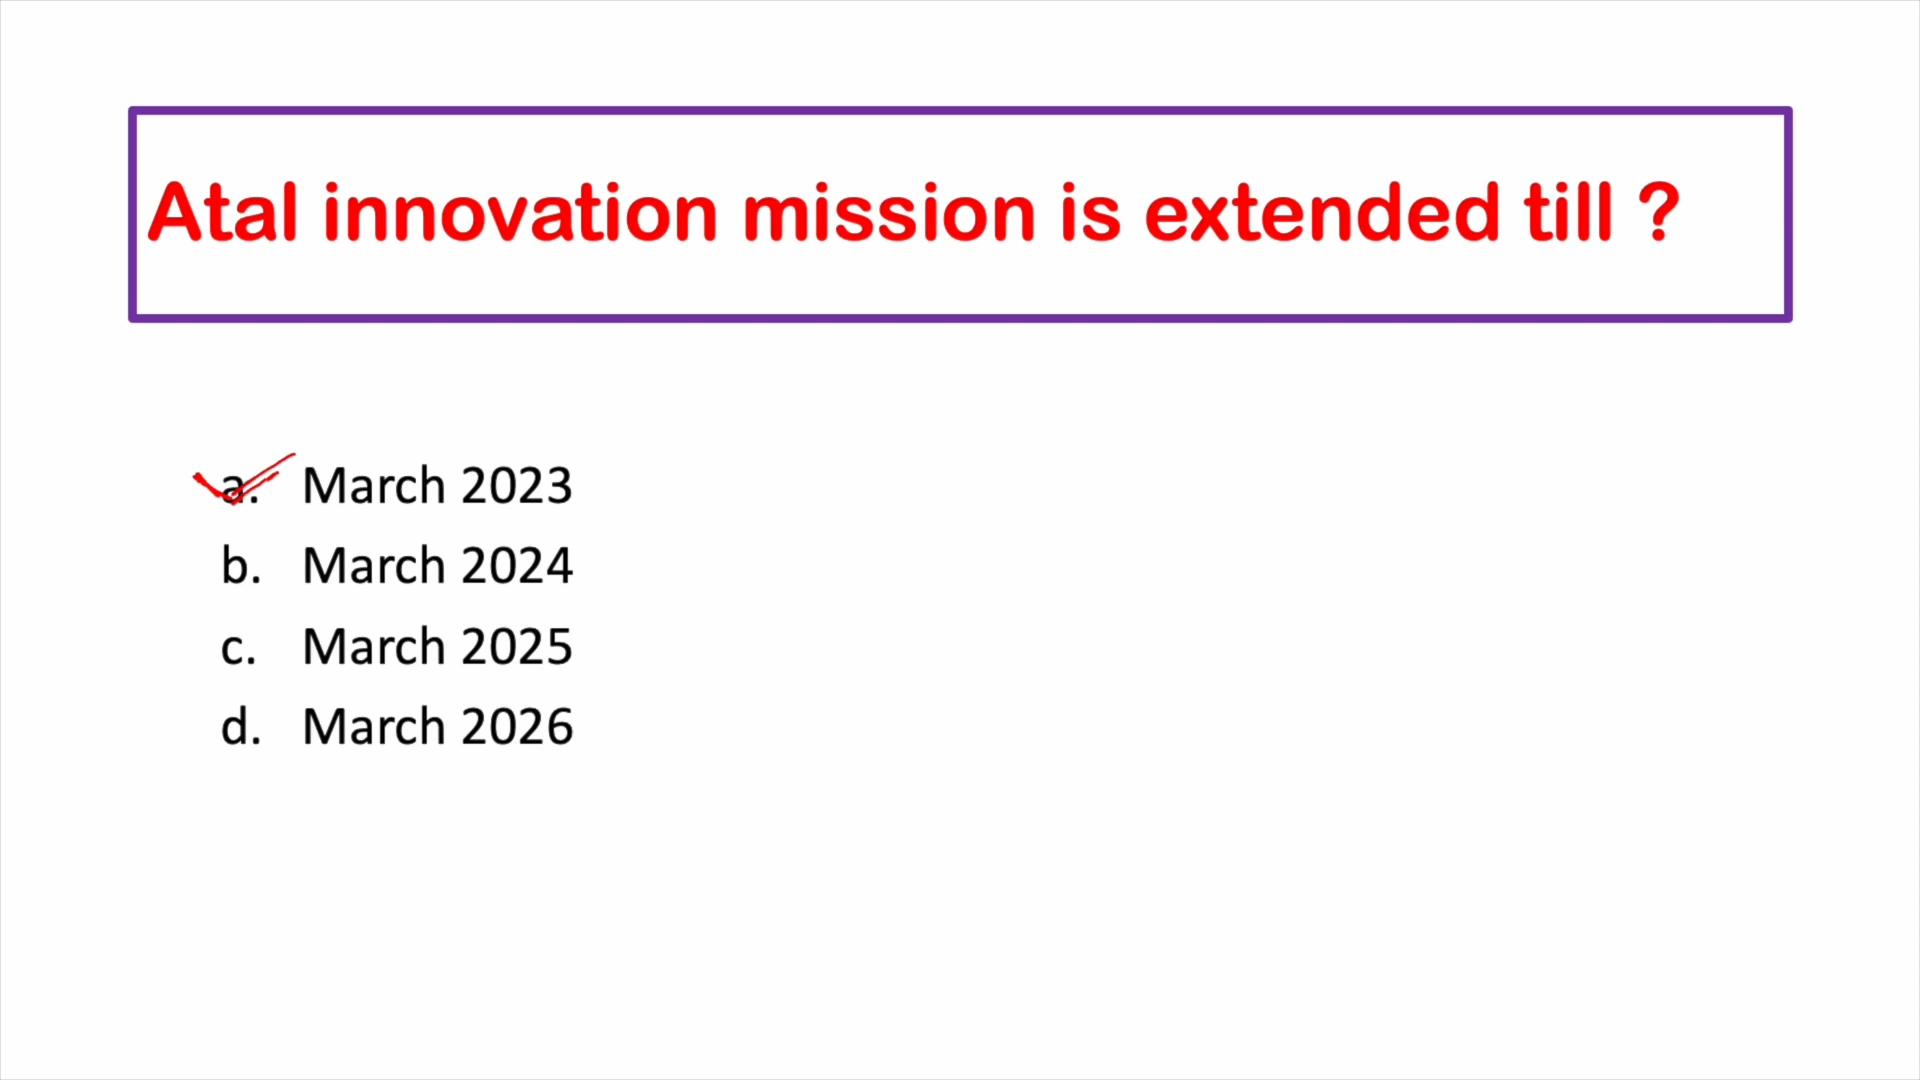 Atal innovation mission is extended till ?
a. March 2023
b. March 2024
c. March 2025
d. March 2026